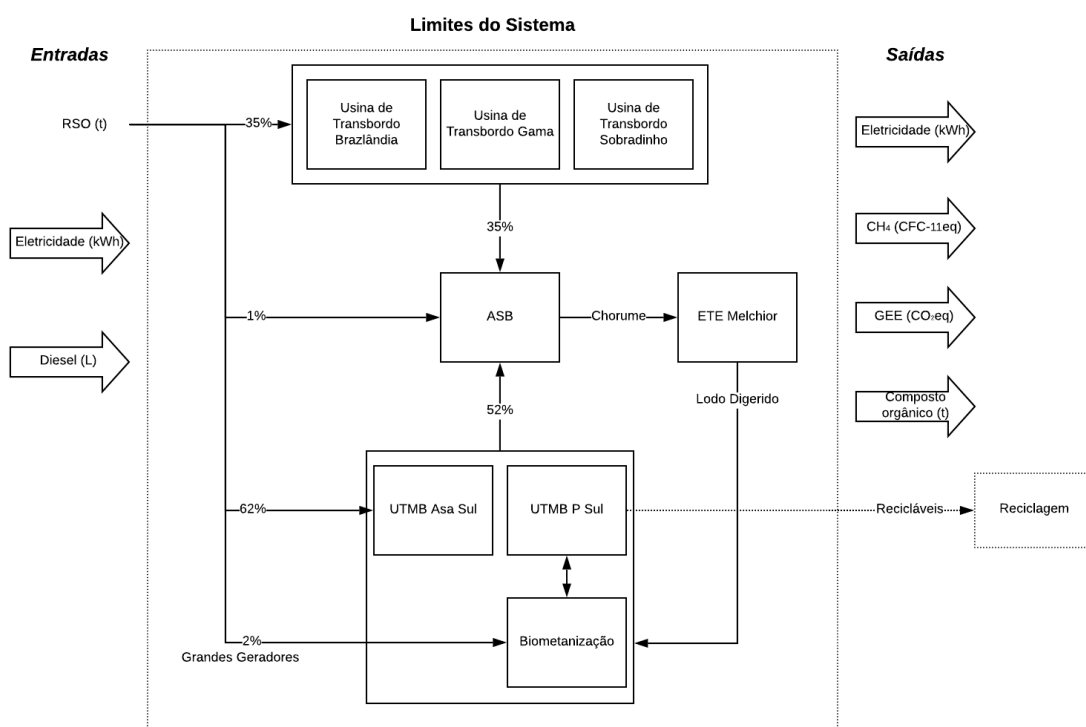 Limites do Sistema
Entradas
Saídas
RSO (t)
35%
Usina de
Transbordo
Brazlândia
Usina de
Transbordo Gama
Usina de
Transbordo
Sobradinho
Eletricidade (kWh)
Eletricidade (kWh)
35%
CH₄ (CFC-11eq)
1%
ASB
Chorume
ETE Melchior
GEE (CO₂eq)
Diesel (L)
52%
Lodo Digerido
Composto
orgânico (t)
62%
UTMB Asa Sul
UTMB P Sul
Recicláveis
Reciclagem
2%
Grandes Geradores
Biometanização